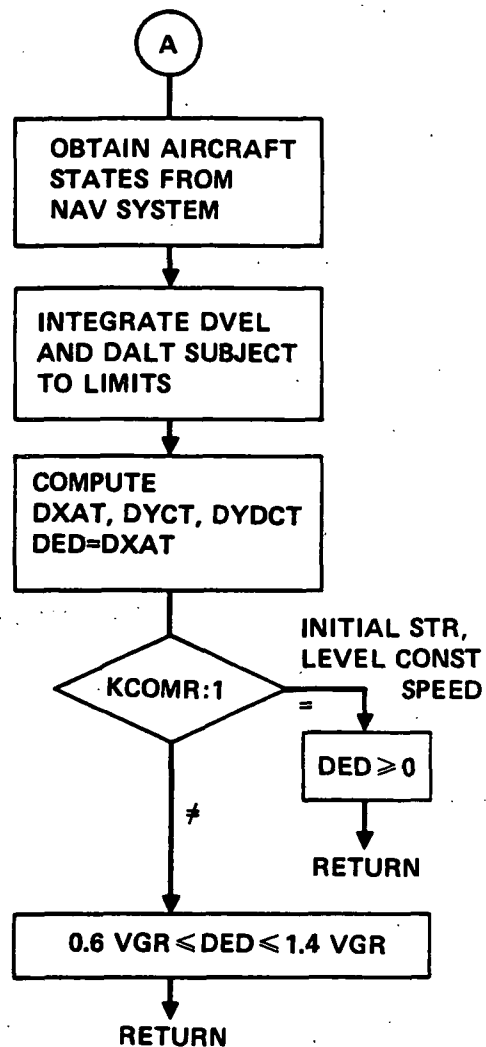 A
OBTAIN AIRCRAFT
STATES FROM
NAV SYSTEM
INTEGRATE DVEL
AND DALT SUBJECT
TO LIMITS
COMPUTE
DXAT, DYCT, DYDCT
DED=DXAT
INITIAL STR,
LEVEL CONST
SPEED
KCOMR:1
=
DED ⩾ 0
RETURN
≠
0.6 VGR ⩽ DED ⩽ 1.4 VGR
RETURN